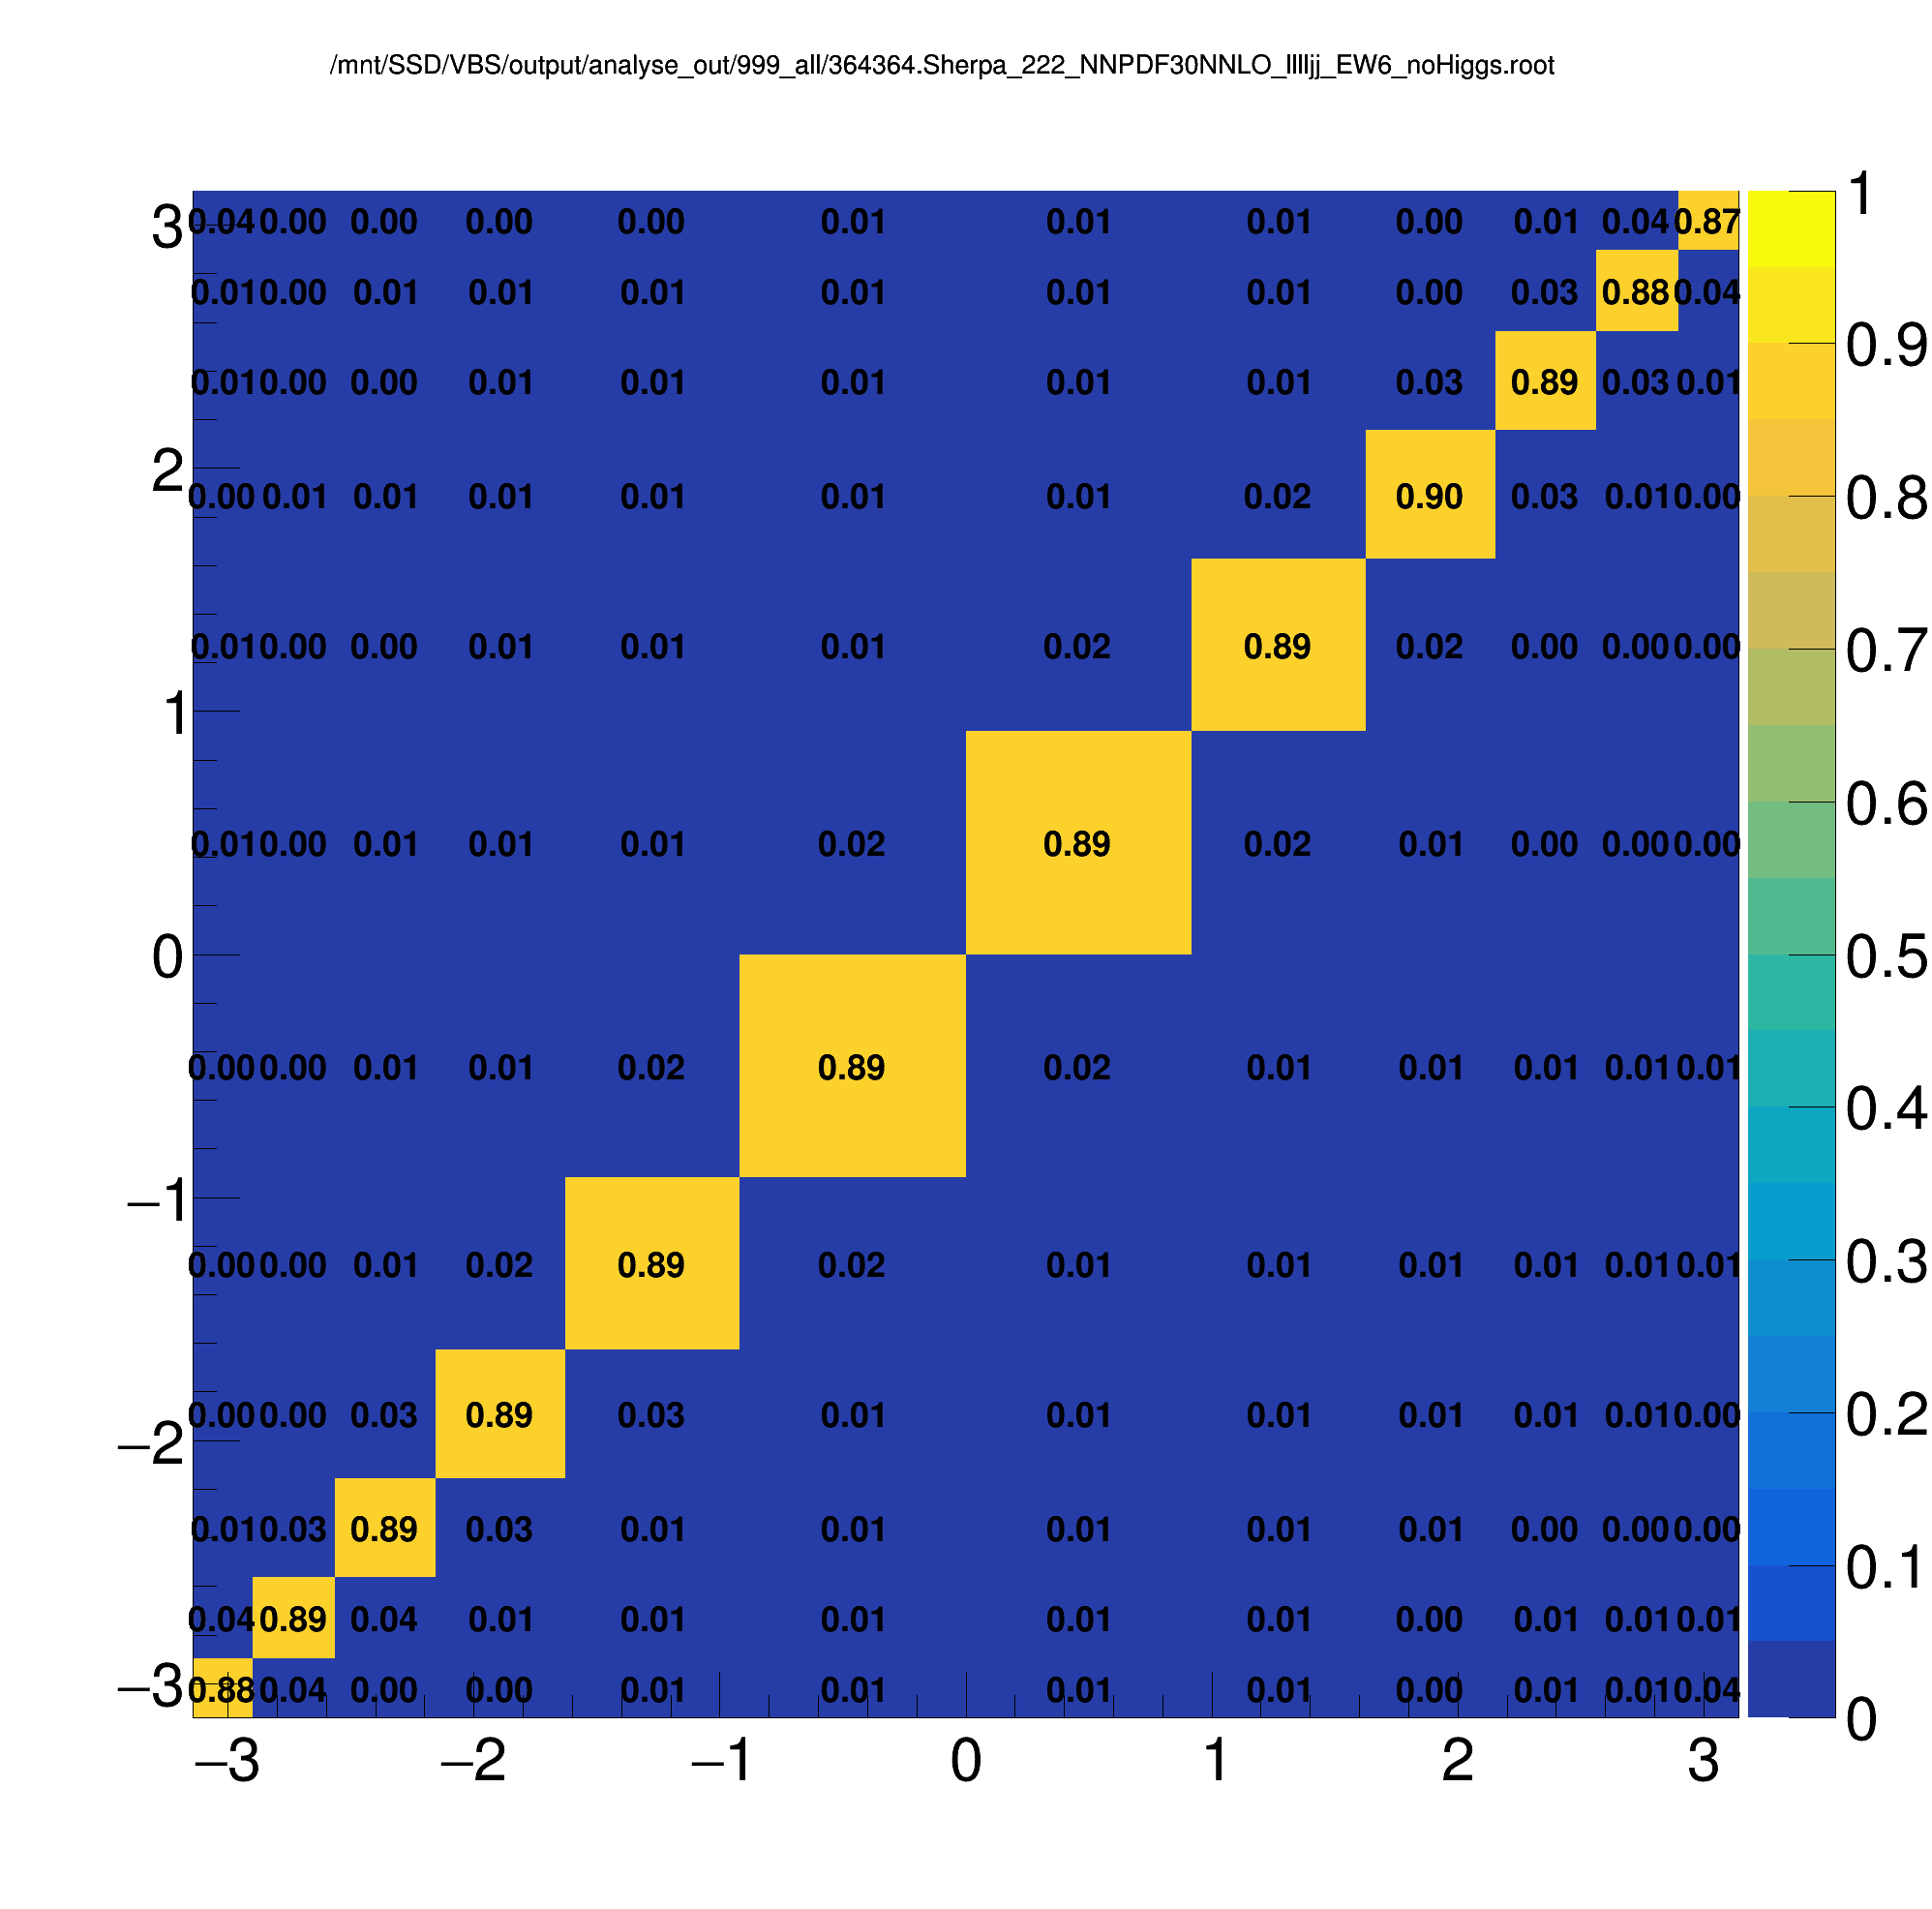 /mnt/SSD/VBS/output/analyse_out/999_all/364364.Sherpa_222_NNPDF30NNLO_lllljj_EW6_noHiggs.root
1
3 0.04 0.00 0.00 0.00 0.00 0.01 0.01 0.01 0.00 0.01 0.04 0.87
0.01 0.00 0.01 0.01 0.01 0.01 0.01 0.01 0.00 0.03 0.88 0.04
0.9
0.01 0.00 0.00 0.01 0.01 0.01 0.01 0.01 0.03 0.89 0.03 0.01
2
0.00 0.01 0.01 0.01 0.01 0.01 0.01 0.02 0.90 0.03 0.01 0.00 0.8
0.01 0.00 0.00 0.01 0.01 0.01 0.02 0.89 0.02 0.00 0.00 0.00 0.7
1
0.6
0.01 0.00 0.01 0.01 0.01 0.02 0.89 0.02 0.01 0.00 0.00 0.00
0 0.5
0.00 0.00 0.01 0.01 0.02 0.89 0.02 0.01 0.01 0.01 0.01 0.01
0.4
−1
0.00 0.00 0.01 0.02 0.89 0.02 0.01 0.01 0.01 0.01 0.01 0.01 0.3
0.00 0.00 0.03 0.89 0.03 0.01 0.01 0.01 0.01 0.01 0.01 0.00 0.2
−2
0.01 0.03 0.89 0.03 0.01 0.01 0.01 0.01 0.01 0.00 0.00 0.00
0.1
0.04 0.89 0.04 0.01 0.01 0.01 0.01 0.01 0.00 0.01 0.01 0.01
−3 0.88 0.04 0.00 0.00 0.01 0.01 0.01 0.01 0.00 0.01 0.01 0.04
0
−3 −2 −1 0 1 2 3